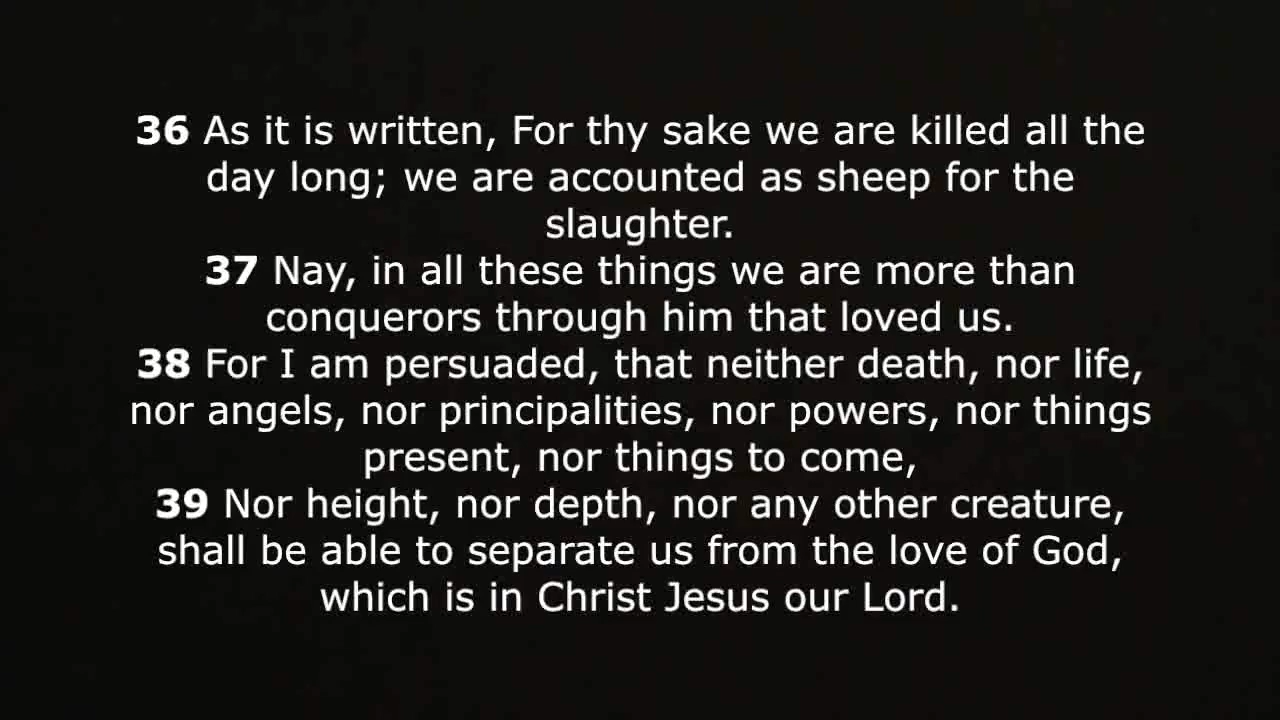 36 As it is written, For thy sake we are killed all the
day long; we are accounted as sheep for the
slaughter.
37 Nay, in all these things we are more than
conquerors through him that loved us.
38 For I am persuaded, that neither death, nor life,
nor angels, nor principalities, nor powers, nor things
present, nor things to come,
39 Nor height, nor depth, nor any other creature,
shall be able to separate us from the love of God,
which is in Christ Jesus our Lord.